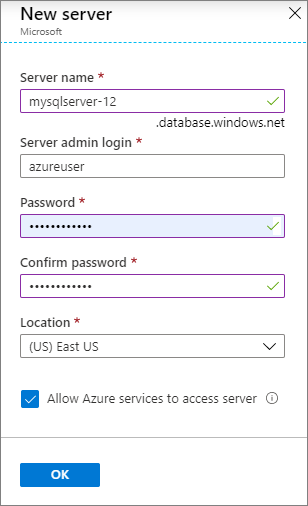 New server
Microsoft
Server name *
mysqlserver-12
.database.windows.net
Server admin login *
azureuser
Password *
••••••••••••
Confirm password *
••••••••••••
Location *
(US) East US
Allow Azure services to access server
OK